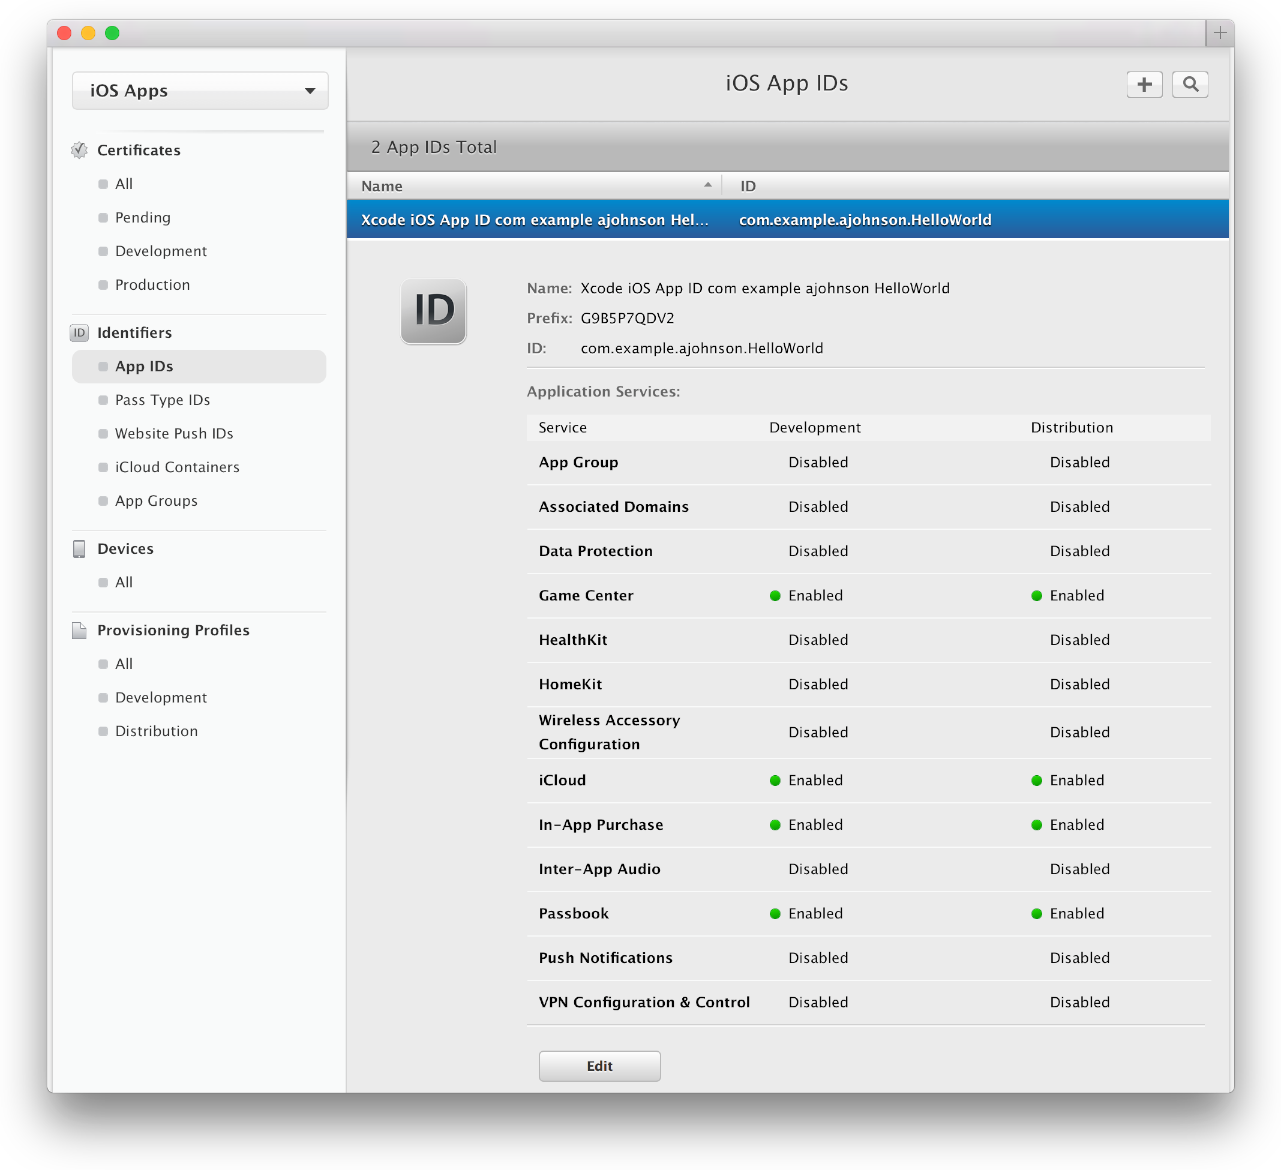 iOS Apps
Certificates
All
Pending
Development
Production
ID Identifiers
App IDs
Pass Type IDs
Website Push IDs
iCloud Containers
App Groups
Devices
All
Provisioning Profiles
All
Development
Distribution
iOS App IDs
2 App IDs Total
Name ID
Xcode iOS App ID com example ajohnson Hel... com.example.ajohnson.HelloWorld
ID
Name: Xcode iOS App ID com example ajohnson HelloWorld
Prefix: G9B5P7QDV2
ID: com.example.ajohnson.HelloWorld
Application Services:
Service Development Distribution
App Group Disabled Disabled
Associated Domains Disabled Disabled
Data Protection Disabled Disabled
Game Center Enabled Enabled
HealthKit Disabled Disabled
HomeKit Disabled Disabled
Wireless Accessory
Configuration Disabled Disabled
iCloud Enabled Enabled
In-App Purchase Enabled Enabled
Inter-App Audio Disabled Disabled
Passbook Enabled Enabled
Push Notifications Disabled Disabled
VPN Configuration & Control Disabled Disabled
Edit